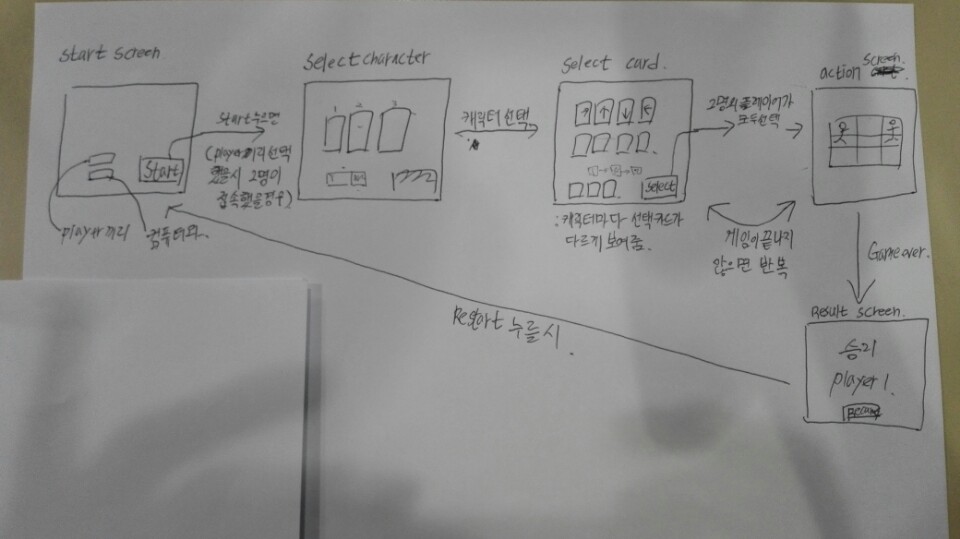 Start screen
Start
player끼리
컴퓨터와.
Start 누르면
(player끼리 선택
했을시 2명이
접속했을경우)
Select character
1 2 3
캐릭터 선택
Select card.
↑ ↑ ↓ ←
Select
: 캐릭터마다 선택카드가
다르게 보여줌.
2명의 플레이어가
모두선택
게임이 끝나지
않으면 반복
action screen.
Game over.
Result screen.
승리
player 1.
Restart 누를시.